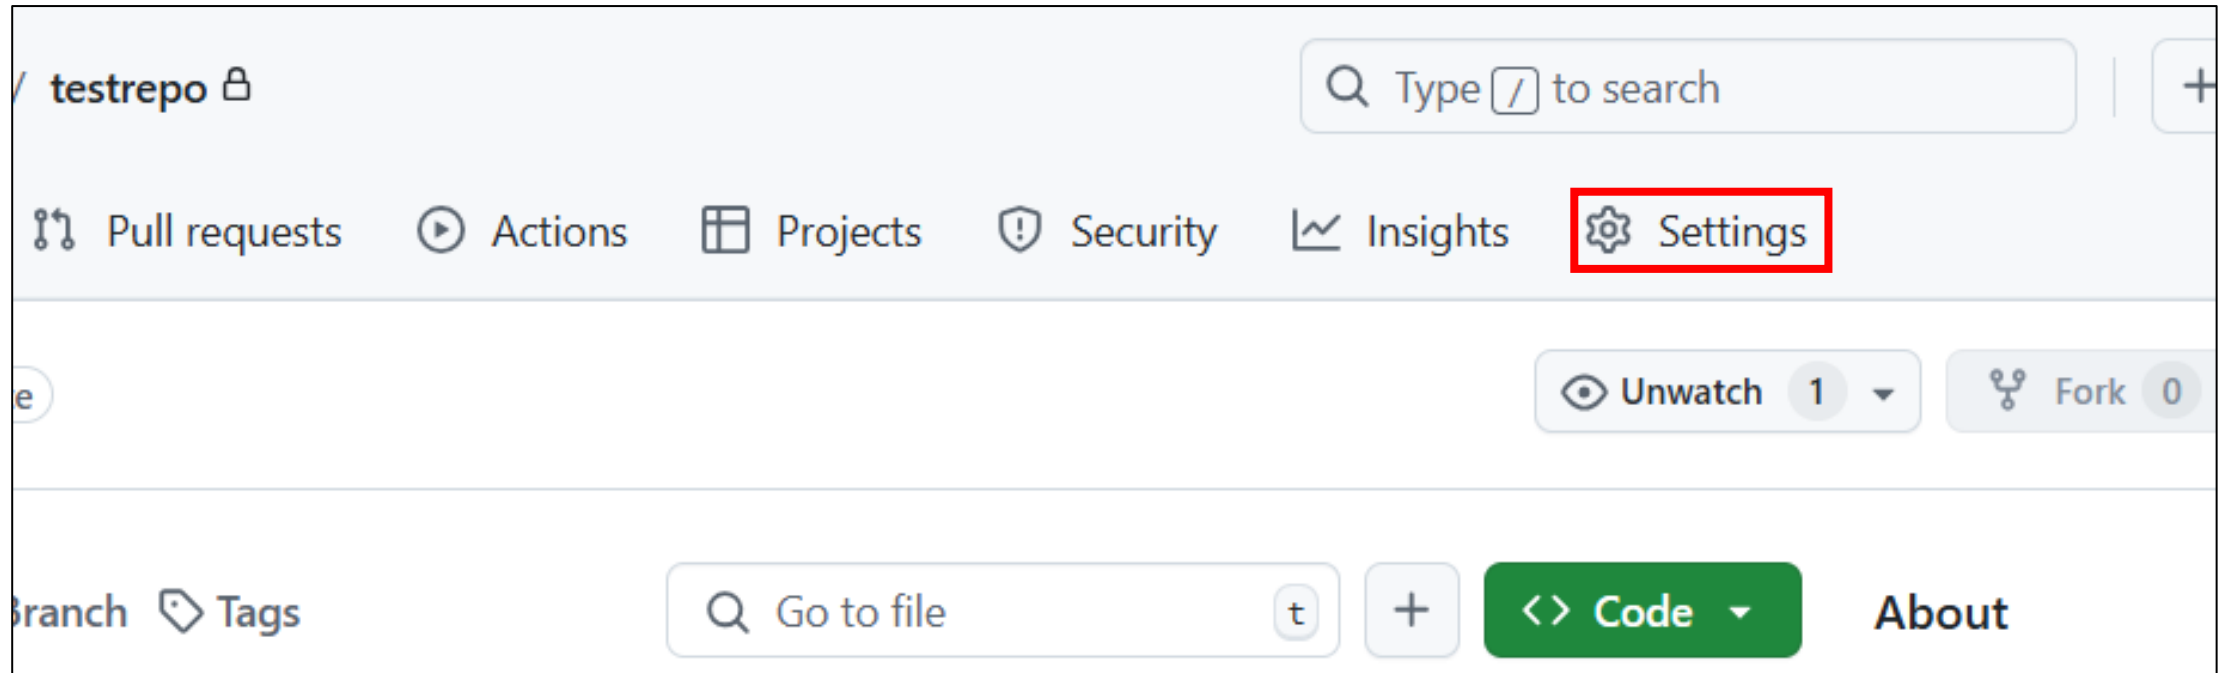 / testrepo
Type / to search
Pull requests Actions Projects Security Insights Settings
Unwatch 1 Fork 0
Tags Go to file t + Code About